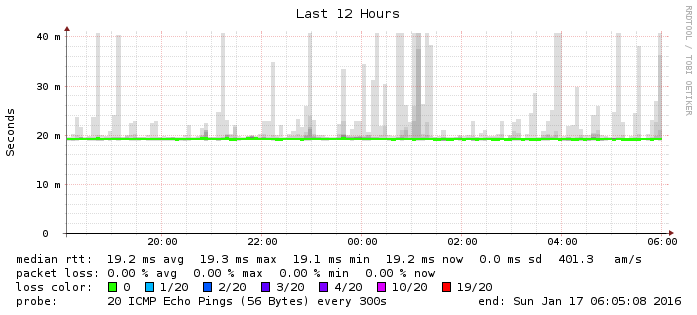 Last 12 Hours
RRDTOOL / TOBI OETIKER
Seconds
40 m
30 m
20 m
10 m
0
20:00 22:00 00:00 02:00 04:00 06:00
median rtt: 19.2 ms avg 19.3 ms max 19.1 ms min 19.2 ms now 0.0 ms sd 401.3 am/s
packet loss: 0.00 % avg 0.00 % max 0.00 % min 0.00 % now
loss color: 0 1/20 2/20 3/20 4/20 10/20 19/20
probe: 20 ICMP Echo Pings (56 Bytes) every 300s end: Sun Jan 17 06:05:08 2016